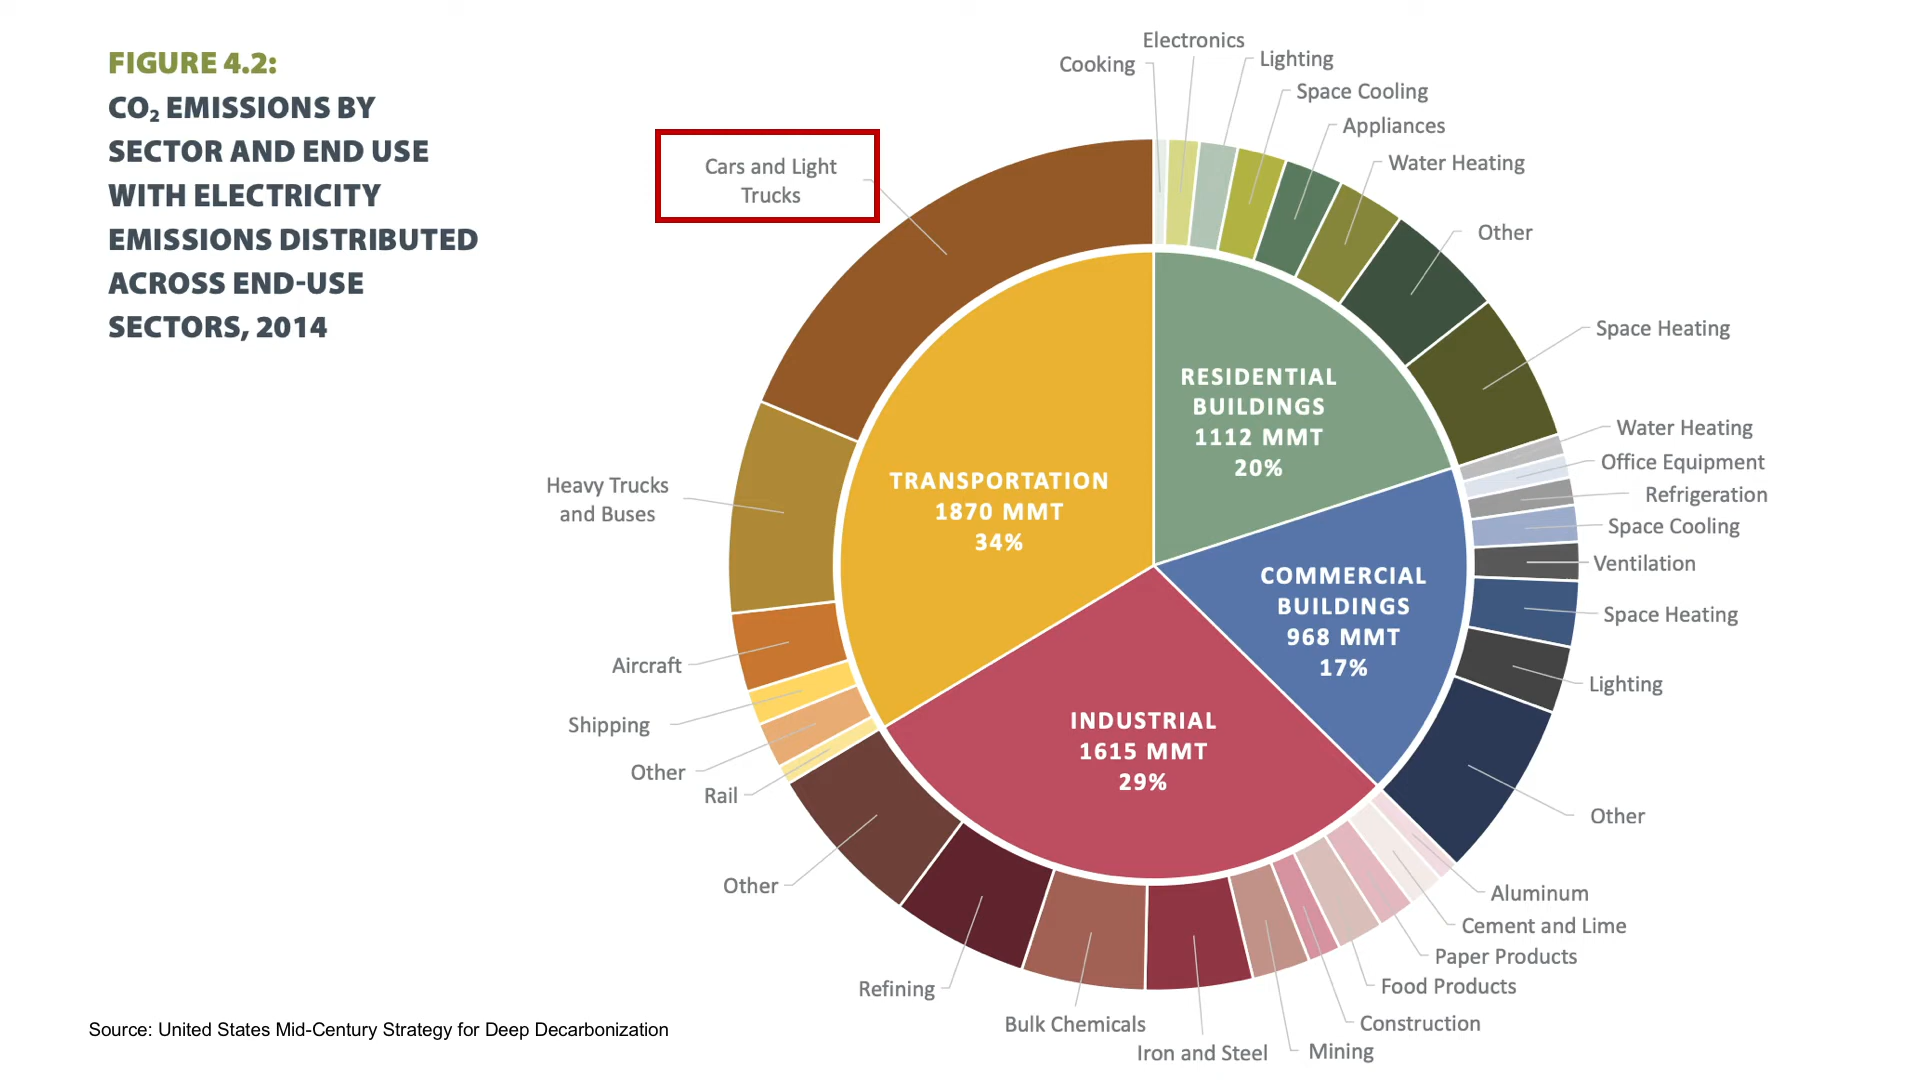 FIGURE 4.2:
CO₂ EMISSIONS BY
SECTOR AND END USE
WITH ELECTRICITY
EMISSIONS DISTRIBUTED
ACROSS END-USE
SECTORS, 2014
Electronics
Cooking
Lighting
Space Cooling
Appliances
Water Heating
Other
Space Heating
Water Heating
Office Equipment
Refrigeration
Space Cooling
Ventilation
Space Heating
Lighting
Other
Aluminum
Cement and Lime
Paper Products
Food Products
Construction
Mining
Iron and Steel
Bulk Chemicals
Refining
Other
Rail
Other
Shipping
Aircraft
Heavy Trucks
and Buses
Cars and Light
Trucks
RESIDENTIAL
BUILDINGS
1112 MMT
20%
COMMERCIAL
BUILDINGS
968 MMT
17%
INDUSTRIAL
1615 MMT
29%
TRANSPORTATION
1870 MMT
34%
Source: United States Mid-Century Strategy for Deep Decarbonization